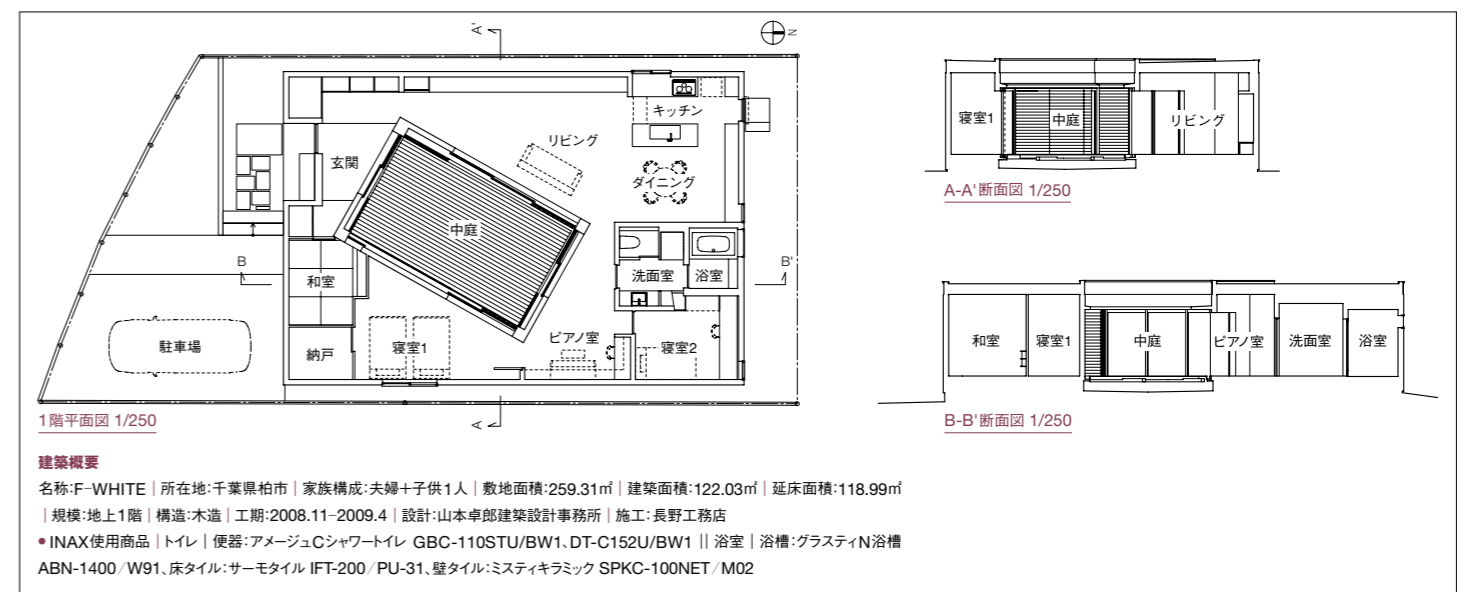 A'
N
キッチン
リビング
玄関
ダイニング
中庭
B
B'
和室
洗面室
浴室
駐車場
納戸
寝室1
ピアノ室
寝室2
A
1階平面図 1/250
寝室1
中庭
リビング
A-A'断面図 1/250
和室
寝室1
中庭
ピアノ室
洗面室
浴室
B-B'断面図 1/250
建築概要
名称:F-WHITE｜所在地:千葉県柏市｜家族構成:夫婦+子供1人｜敷地面積:259.31㎡｜建築面積:122.03㎡｜延床面積:118.99㎡
｜規模:地上1階｜構造:木造｜工期:2008.11-2009.4｜設計:山本卓郎建築設計事務所｜施工:長野工務店
●INAX使用商品｜トイレ｜便器:アメージュCシャワートイレ GBC-110STU/BW1、DT-C152U/BW1 || 浴室｜浴槽:グラスティN浴槽
ABN-1400/W91、床タイル:サーモタイル IFT-200/PU-31、壁タイル:ミスティキラミック SPKC-100NET/M02